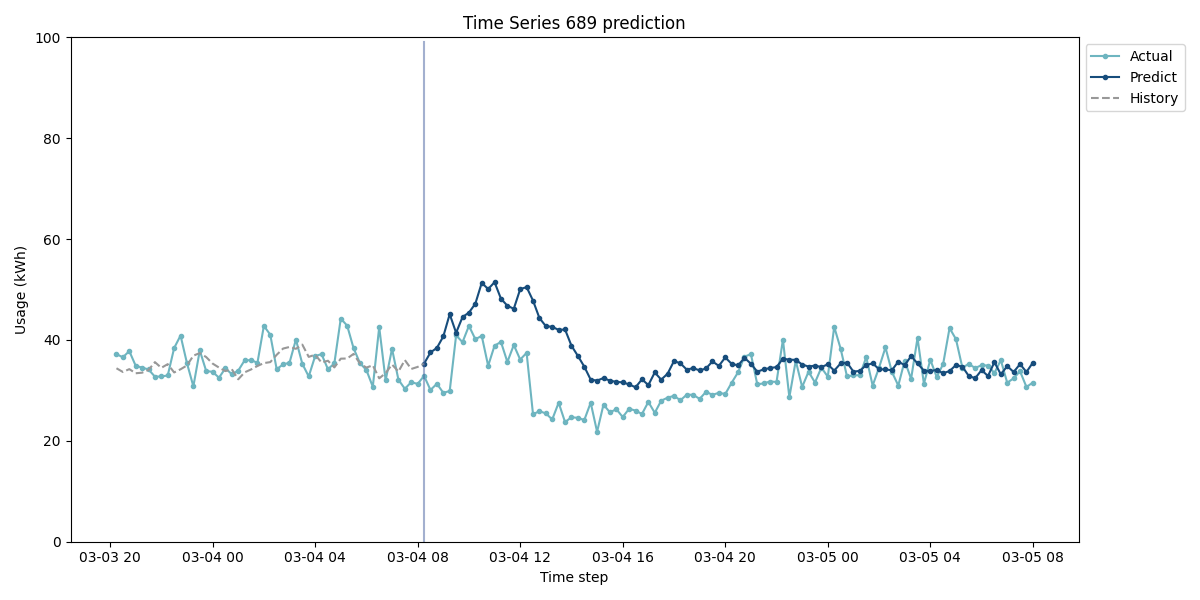 Time Series 689 prediction
Usage (kWh)
100
80
60
40
20
0
03-03 20
03-04 00
03-04 04
03-04 08
03-04 12
03-04 16
03-04 20
03-05 00
03-05 04
03-05 08
Time step
Actual
Predict
History